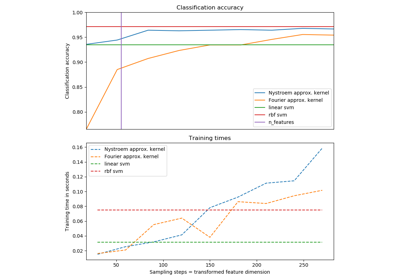 Classification accuracy
1.00
0.95
0.90
0.85
0.80
Classification accuracy
Nystroem approx. kernel
Fourier approx. kernel
linear svm
rbf svm
n_features
Training times
0.16
0.14
0.12
0.10
0.08
0.06
0.04
0.02
Training time in seconds
Nystroem approx. kernel
Fourier approx. kernel
linear svm
rbf svm
50
100
150
200
250
Sampling steps = transformed feature dimension